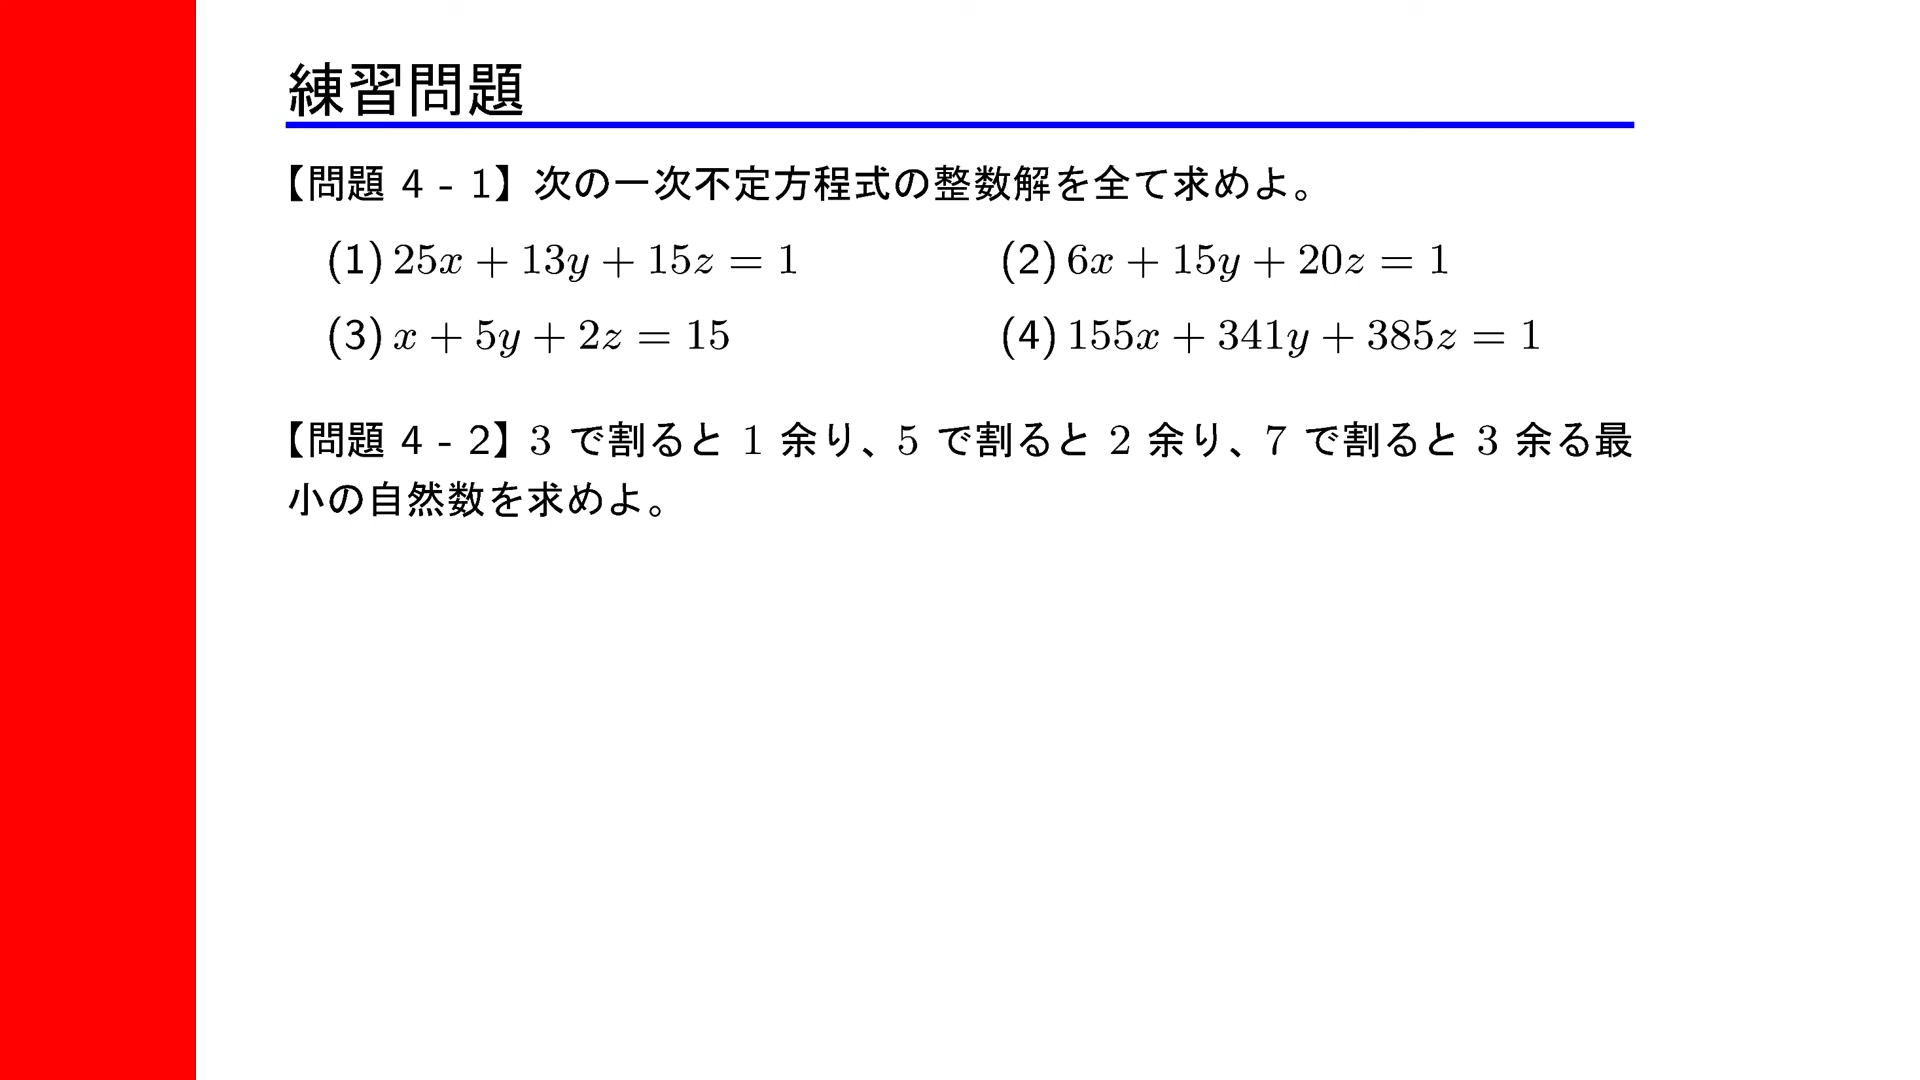 練習問題
【問題 4 - 1】次の一次不定方程式の整数解を全て求めよ。
(1) 25x + 13y + 15z = 1 (2) 6x + 15y + 20z = 1
(3) x + 5y + 2z = 15 (4) 155x + 341y + 385z = 1
【問題 4 - 2】3 で割ると 1 余り、5 で割ると 2 余り、7 で割ると 3 余る最
小の自然数を求めよ。